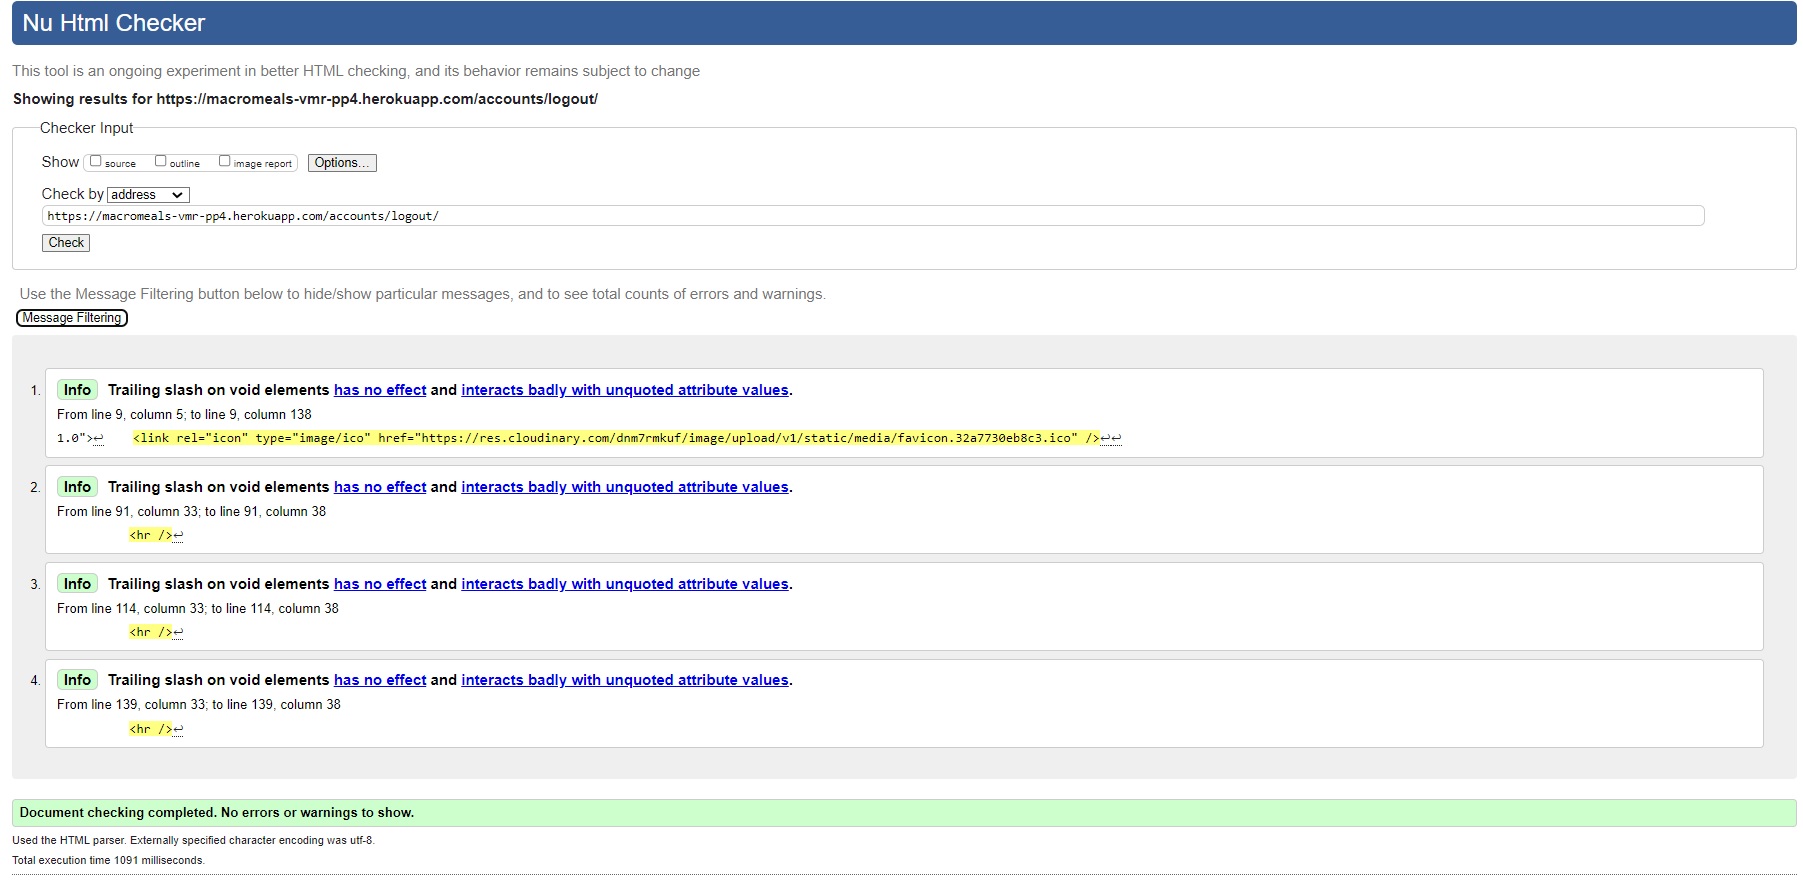 Nu Html Checker
This tool is an ongoing experiment in better HTML checking, and its behavior remains subject to change
Showing results for https://macromeals-vmr-pp4.herokuapp.com/accounts/logout/
Checker Input
Show source outline image report Options...
Check by address
https://macromeals-vmr-pp4.herokuapp.com/accounts/logout/
Check
Use the Message Filtering button below to hide/show particular messages, and to see total counts of errors and warnings.
Message Filtering
1. Info Trailing slash on void elements has no effect and interacts badly with unquoted attribute values.
From line 9, column 5; to line 9, column 138
1.0">↩ <link rel="icon" type="image/ico" href="https://res.cloudinary.com/dnm7rmkuf/image/upload/v1/static/media/favicon.32a7730eb8c3.ico" />↩↩
2. Info Trailing slash on void elements has no effect and interacts badly with unquoted attribute values.
From line 91, column 33; to line 91, column 38
<hr />↩
3. Info Trailing slash on void elements has no effect and interacts badly with unquoted attribute values.
From line 114, column 33; to line 114, column 38
<hr />↩
4. Info Trailing slash on void elements has no effect and interacts badly with unquoted attribute values.
From line 139, column 33; to line 139, column 38
<hr />↩
Document checking completed. No errors or warnings to show.
Used the HTML parser. Externally specified character encoding was utf-8.
Total execution time 1091 milliseconds.